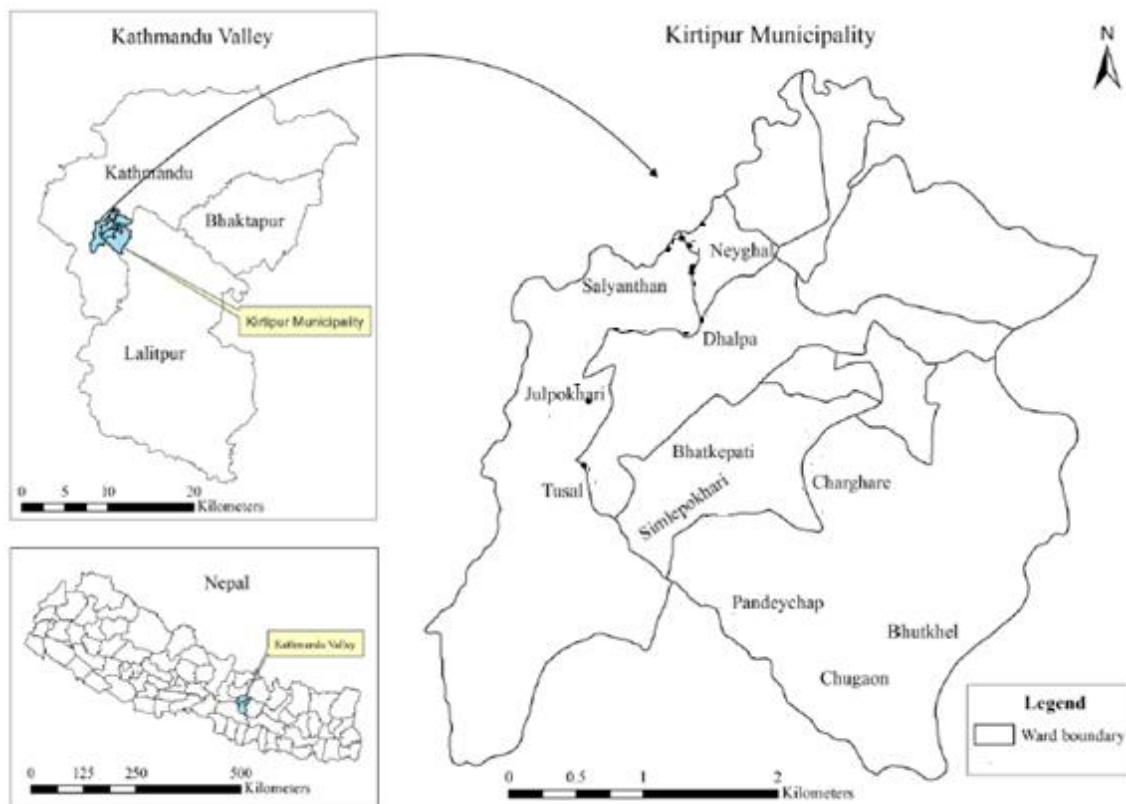 Kathmandu Valley
Kathmandu
Bhaktapur
Kirtipur Municipality
Lalitpur
0 5 10 20
Kilometers
Nepal
Kathmandu Valley
0 125 250 500
Kilometers
Kirtipur Municipality
N
Neyghal
Salyanthan
Dhalpa
Julpokhari
Bhatkepati
Tusal
Simlepokhari
Charghare
Pandeychap
Bhutkhel
Chugaon
Legend
Ward boundary
0 0.5 1 2
Kilometers